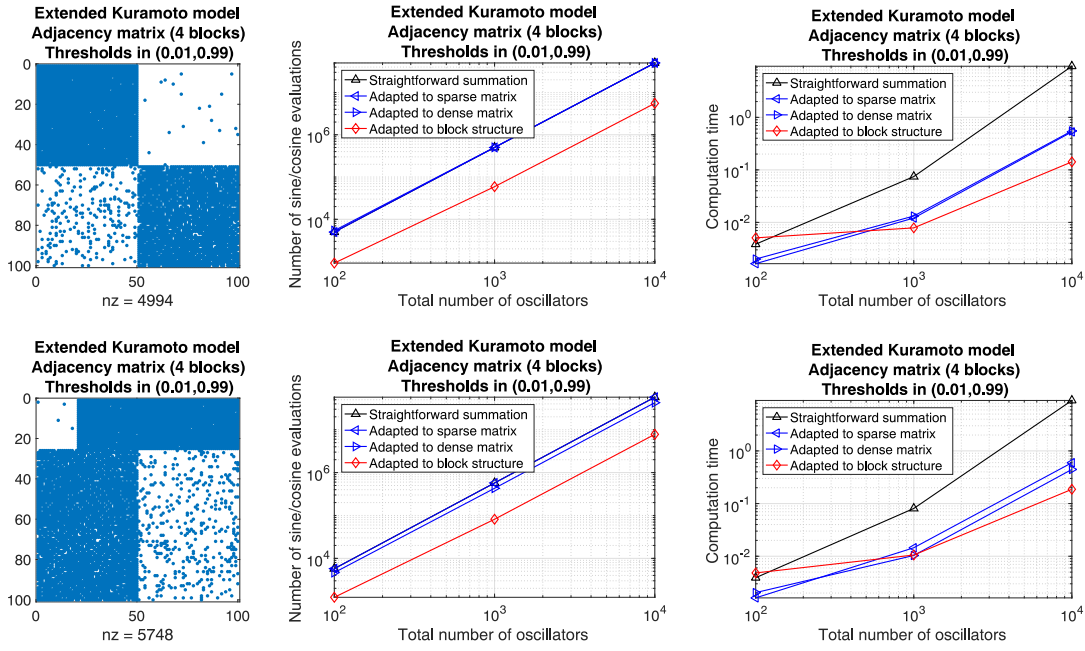 Extended Kuramoto model
Adjacency matrix (4 blocks)
Thresholds in (0.01,0.99)
0
20
40
60
80
100
0
50
100
nz = 4994
Extended Kuramoto model
Adjacency matrix (4 blocks)
Thresholds in (0.01,0.99)
Number of sine/cosine evaluations
Straightforward summation
Adapted to sparse matrix
Adapted to dense matrix
Adapted to block structure
10^6
10^4
10^2
10^3
10^4
Total number of oscillators
Extended Kuramoto model
Adjacency matrix (4 blocks)
Thresholds in (0.01,0.99)
Computation time
Straightforward summation
Adapted to sparse matrix
Adapted to dense matrix
Adapted to block structure
10^0
10^-1
10^-2
10^2
10^3
10^4
Total number of oscillators
Extended Kuramoto model
Adjacency matrix (4 blocks)
Thresholds in (0.01,0.99)
0
20
40
60
80
100
0
50
100
nz = 5748
Extended Kuramoto model
Adjacency matrix (4 blocks)
Thresholds in (0.01,0.99)
Number of sine/cosine evaluations
Straightforward summation
Adapted to sparse matrix
Adapted to dense matrix
Adapted to block structure
10^6
10^4
10^2
10^3
10^4
Total number of oscillators
Extended Kuramoto model
Adjacency matrix (4 blocks)
Thresholds in (0.01,0.99)
Computation time
Straightforward summation
Adapted to sparse matrix
Adapted to dense matrix
Adapted to block structure
10^0
10^-1
10^-2
10^2
10^3
10^4
Total number of oscillators